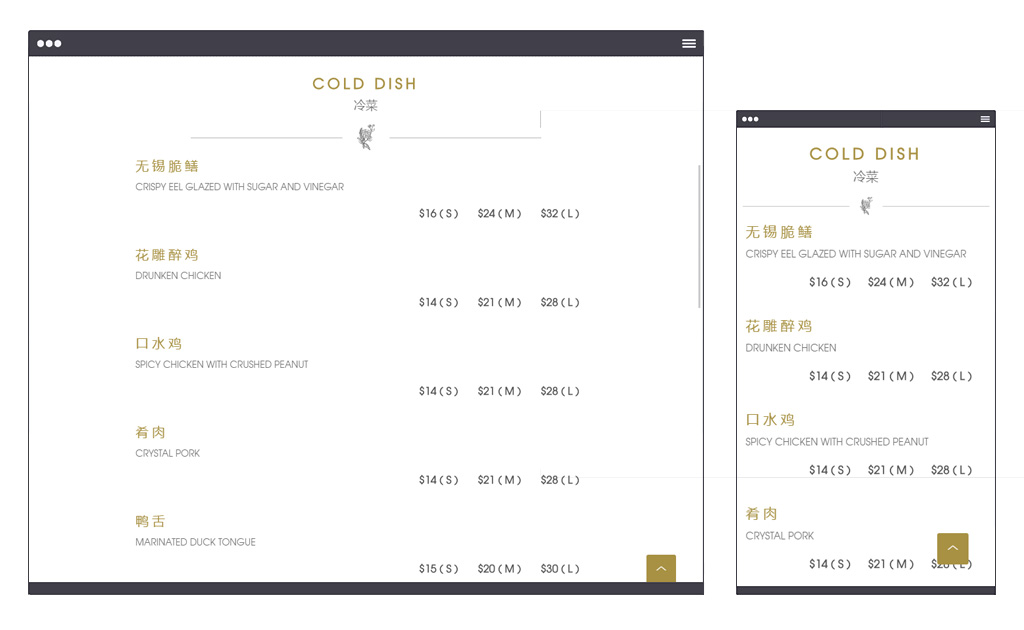 COLD DISH
冷菜
无锡脆鳝
CRISPY EEL GLAZED WITH SUGAR AND VINEGAR
$16 ( S ) $24 ( M ) $32 ( L )
花雕醉鸡
DRUNKEN CHICKEN
$14 ( S ) $21 ( M ) $28 ( L )
口水鸡
SPICY CHICKEN WITH CRUSHED PEANUT
$14 ( S ) $21 ( M ) $28 ( L )
肴肉
CRYSTAL PORK
$14 ( S ) $21 ( M ) $28 ( L )
鸭舌
MARINATED DUCK TONGUE
$15 ( S ) $20 ( M ) $30 ( L )
COLD DISH
冷菜
无锡脆鳝
CRISPY EEL GLAZED WITH SUGAR AND VINEGAR
$16 ( S ) $24 ( M ) $32 ( L )
花雕醉鸡
DRUNKEN CHICKEN
$14 ( S ) $21 ( M ) $28 ( L )
口水鸡
SPICY CHICKEN WITH CRUSHED PEANUT
$14 ( S ) $21 ( M ) $28 ( L )
肴肉
CRYSTAL PORK
$14 ( S ) $21 ( M ) $28 ( L )